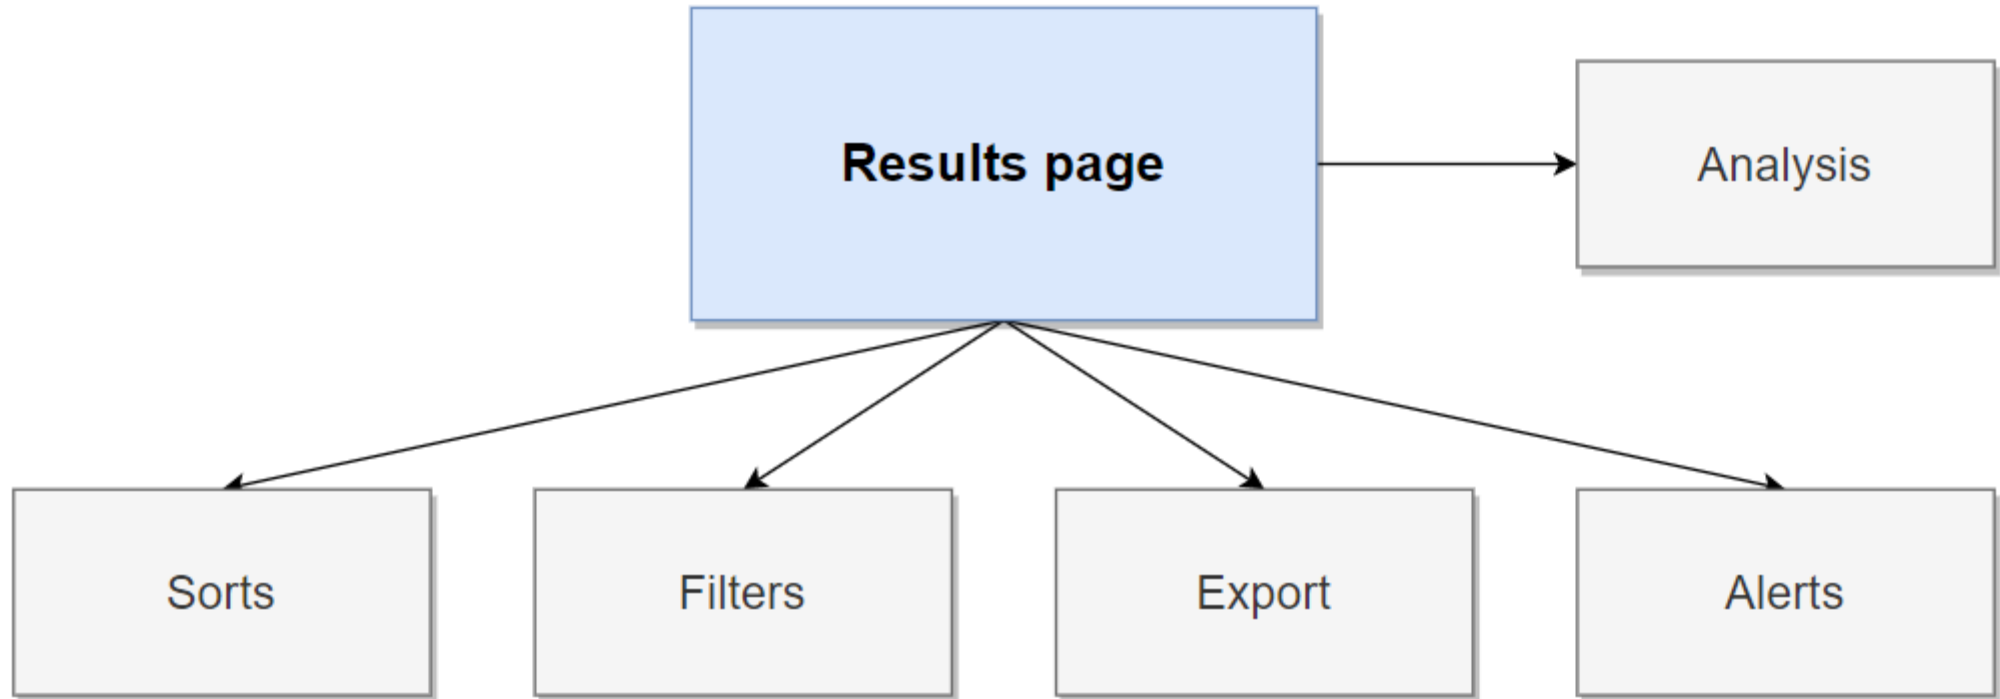 Results page
Analysis
Sorts
Filters
Export
Alerts